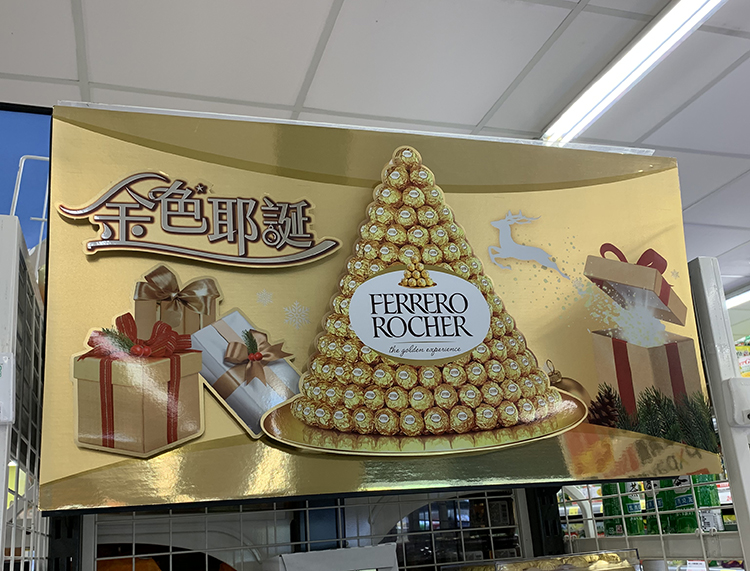 金色耶誕
FERRERO
ROCHER
the golden experience